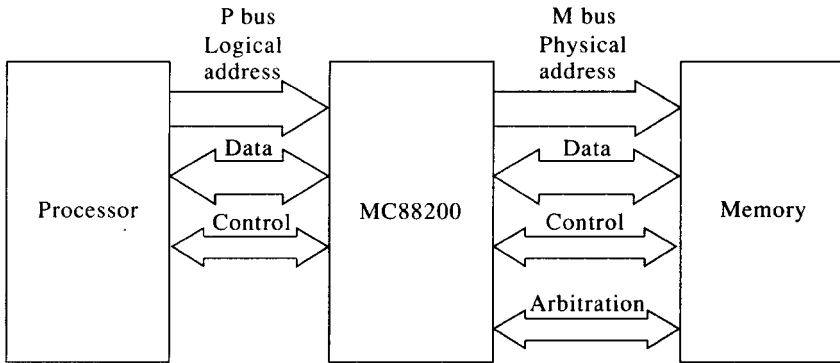 P bus
Logical
address
M bus
Physical
address
Data
Data
Processor
Control
MC88200
Control
Memory
Arbitration